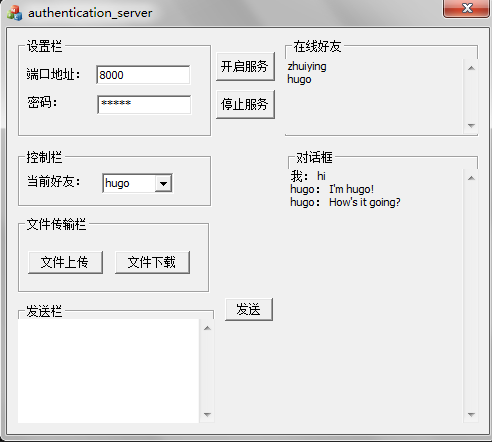 authentication_server
设置栏
端口地址： 8000
密码： *****
开启服务
停止服务
在线好友
zhuiying
hugo
控制栏
当前好友： hugo
文件传输栏
文件上传 文件下载
对话框
我： hi
hugo： I'm hugo!
hugo： How's it going?
发送栏
发送